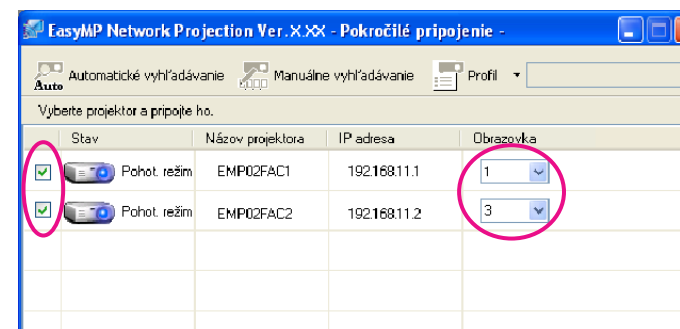 EasyMP Network Projection Ver.X.XX - Pokročilé pripojenie -
Auto Automatické vyhľadávanie Manuálne vyhľadávanie Profil
Vyberte projektor a pripojte ho.
Stav Názov projektora IP adresa Obrazovka
Pohot. režim EMP02FAC1 192.168.11.1 1
Pohot. režim EMP02FAC2 192.168.11.2 3